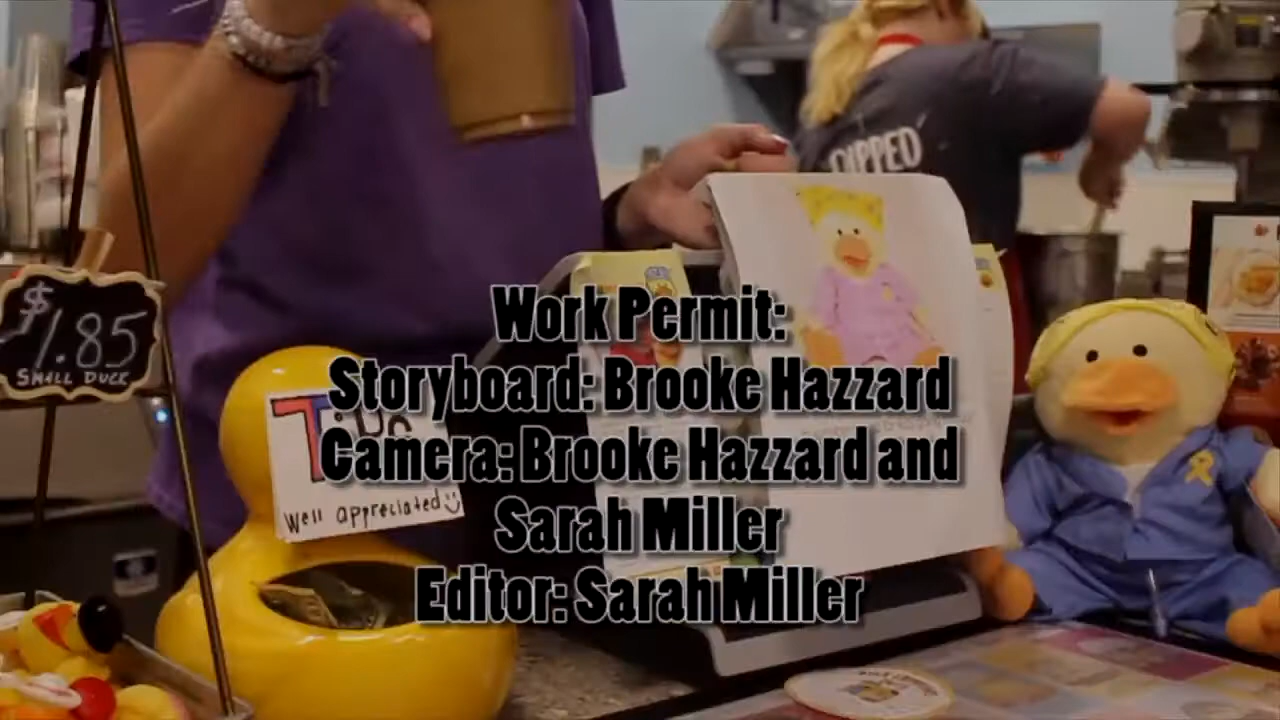 DIPPED
$1.85
SMALL DUCK
Tips
Well appreciated
Work Permit:
Storyboard: Brooke Hazzard
Camera: Brooke Hazzard and
Sarah Miller
Editor: Sarah Miller